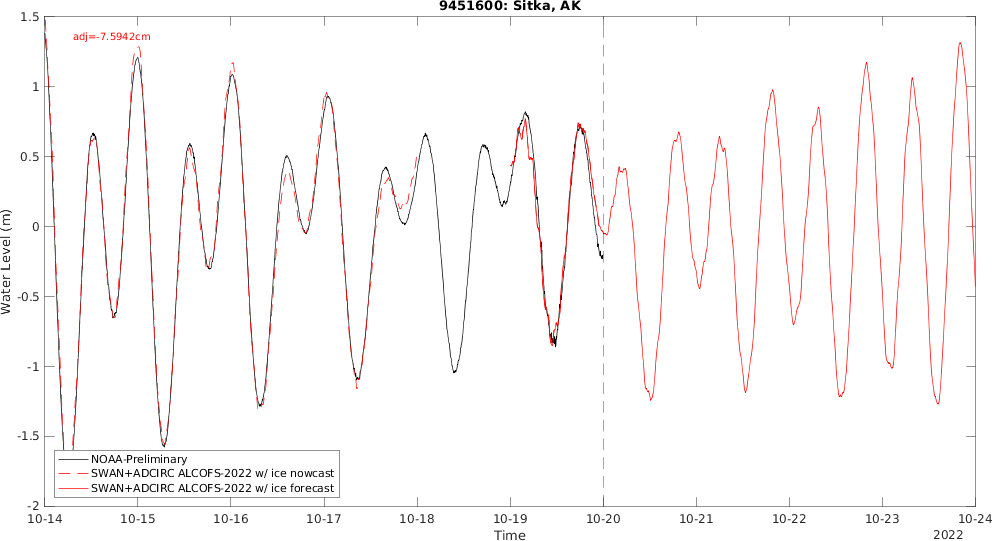 9451600: Sitka, AK
adj=-7.5942cm
1.5
1
0.5
0
-0.5
-1
-1.5
-2
Water Level (m)
NOAA-Preliminary
SWAN+ADCIRC ALCOFS-2022 w/ ice nowcast
SWAN+ADCIRC ALCOFS-2022 w/ ice forecast
10-14 10-15 10-16 10-17 10-18 10-19 10-20 10-21 10-22 10-23 10-24
Time
2022